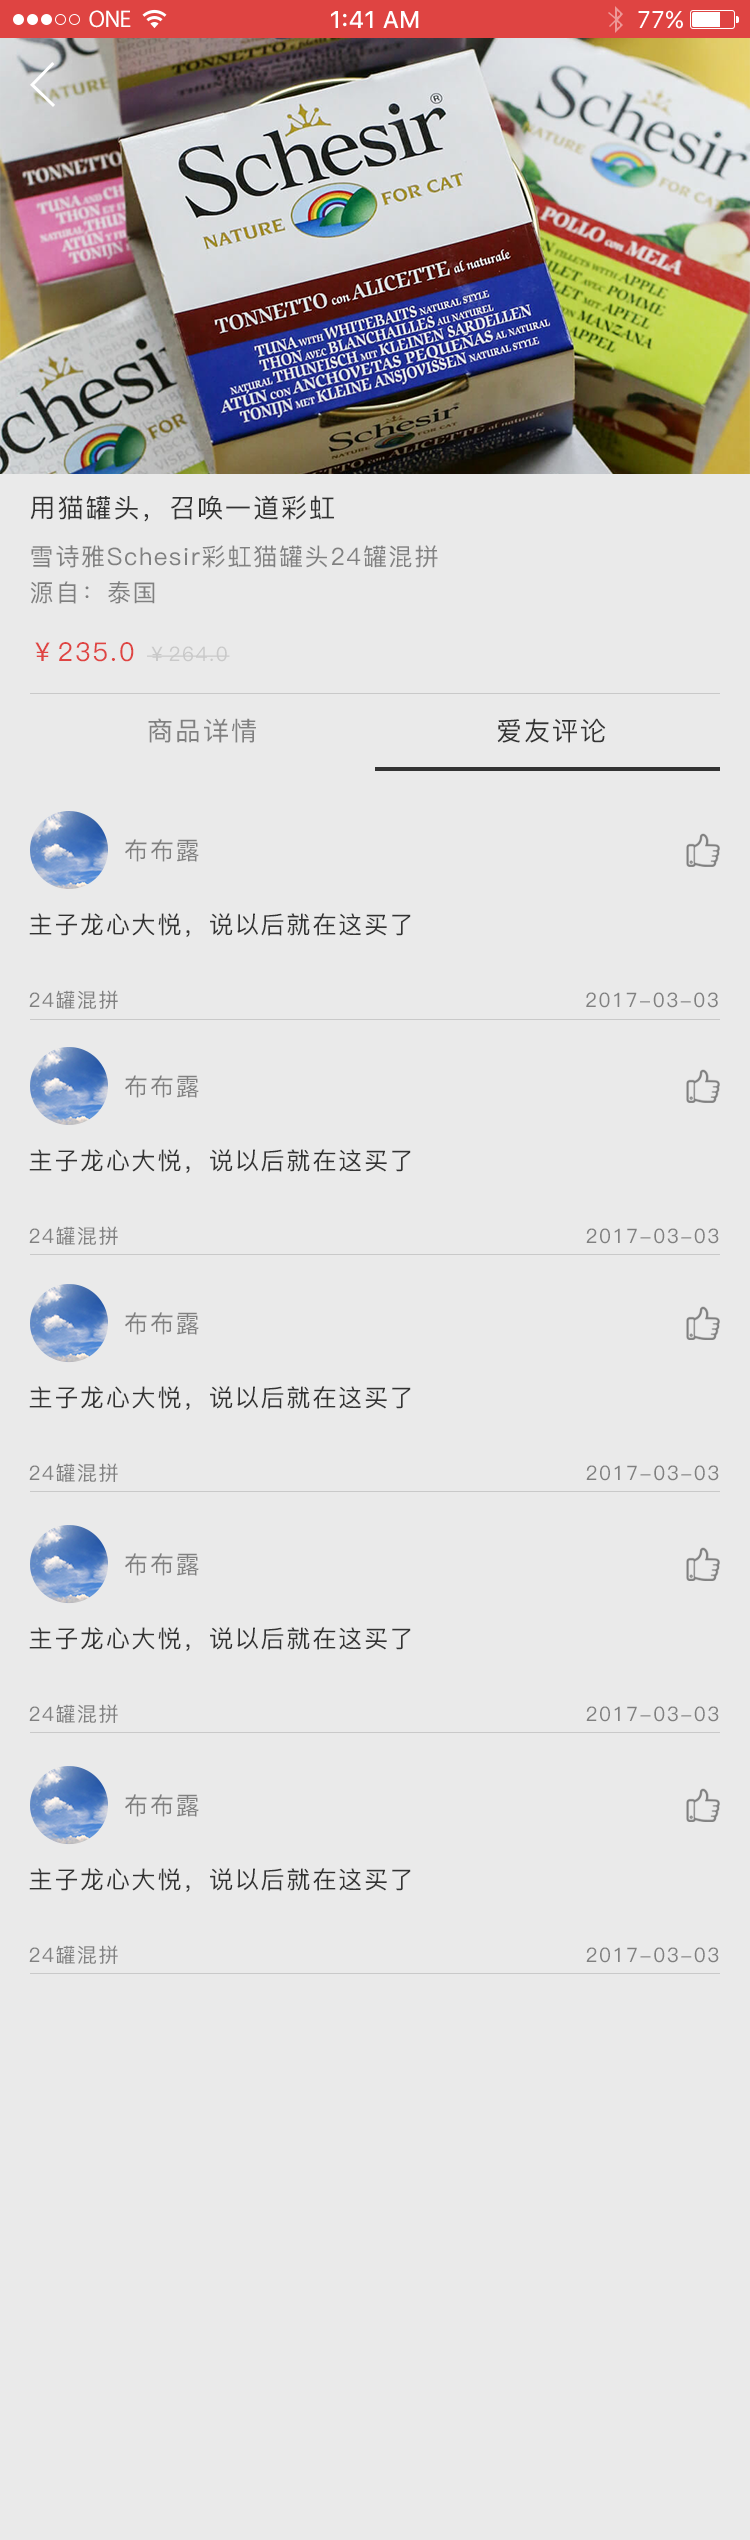 ONE 1:41 AM 77%
Schesir®
NATURE FOR CAT
TONNETTO con ALICETTE al naturale
TUNA WITH WHITEBAITS NATURAL STYLE
THON AVEC BLANCHAILLES AU NATUREL
NATURAL THUNFISCH MIT KLEINEN SARDELLEN
ATÚN CON ANCHOVETAS PEQUEÑAS AL NATURAL
TONIJN MET KLEINE ANSJOVISSEN NATURAL STYLE
Schesir
NATURE FOR CAT
TONNETTO con ALICETTE al naturale
NATURE
TONNETTO
Schesir
NATURE FOR CAT
POLLO con MELA
FILLETS WITH APPLE
AVEC POMME
MIT APFEL
CON MANZANA
APPEL
chesi
FOR
用猫罐头，召唤一道彩虹
雪诗雅Schesir彩虹猫罐头24罐混拼
源自：泰国
¥235.0 ¥264.0
商品详情 爱友评论
布布露
主子龙心大悦，说以后就在这买了
24罐混拼 2017-03-03
布布露
主子龙心大悦，说以后就在这买了
24罐混拼 2017-03-03
布布露
主子龙心大悦，说以后就在这买了
24罐混拼 2017-03-03
布布露
主子龙心大悦，说以后就在这买了
24罐混拼 2017-03-03
布布露
主子龙心大悦，说以后就在这买了
24罐混拼 2017-03-03